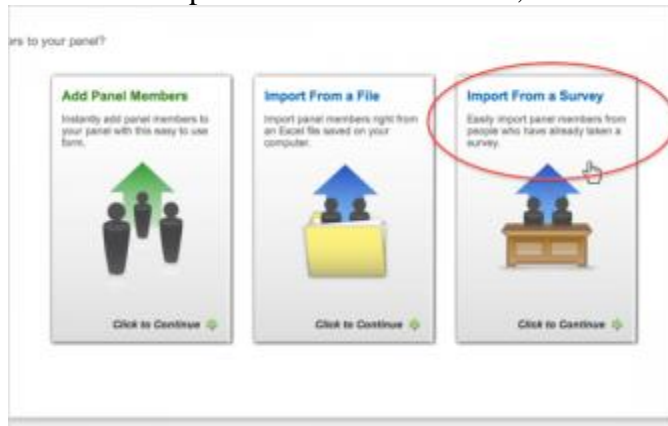 ers to your panel?
Add Panel Members
Instantly add panel members to
your panel with this easy to use
form.
Click to Continue
Import From a File
Import panel members right from
an Excel file saved on your
computer.
Click to Continue
Import From a Survey
Easily import panel members from
people who have already taken a
survey.
Click to Continue